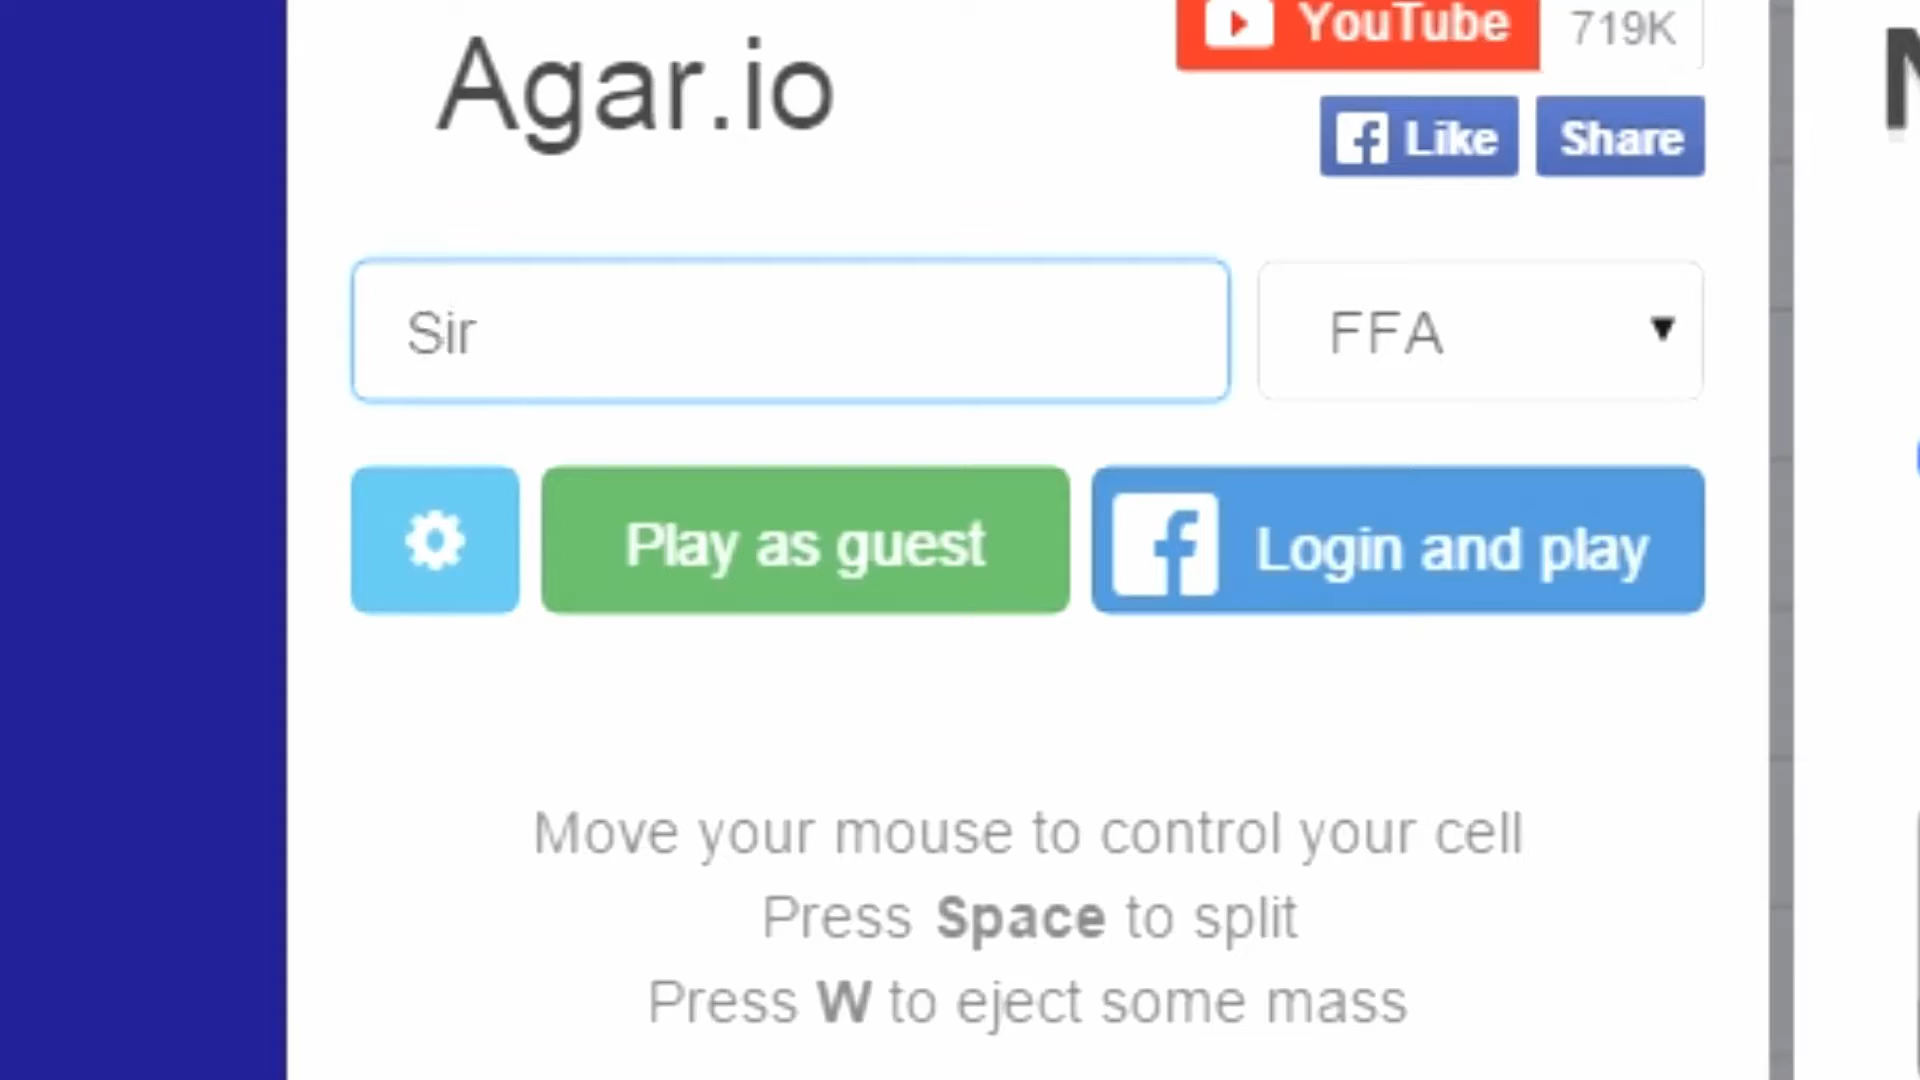 Agar.io
YouTube 719K
Like Share
Sir
FFA
Play as guest
Login and play
Move your mouse to control your cell
Press Space to split
Press W to eject some mass